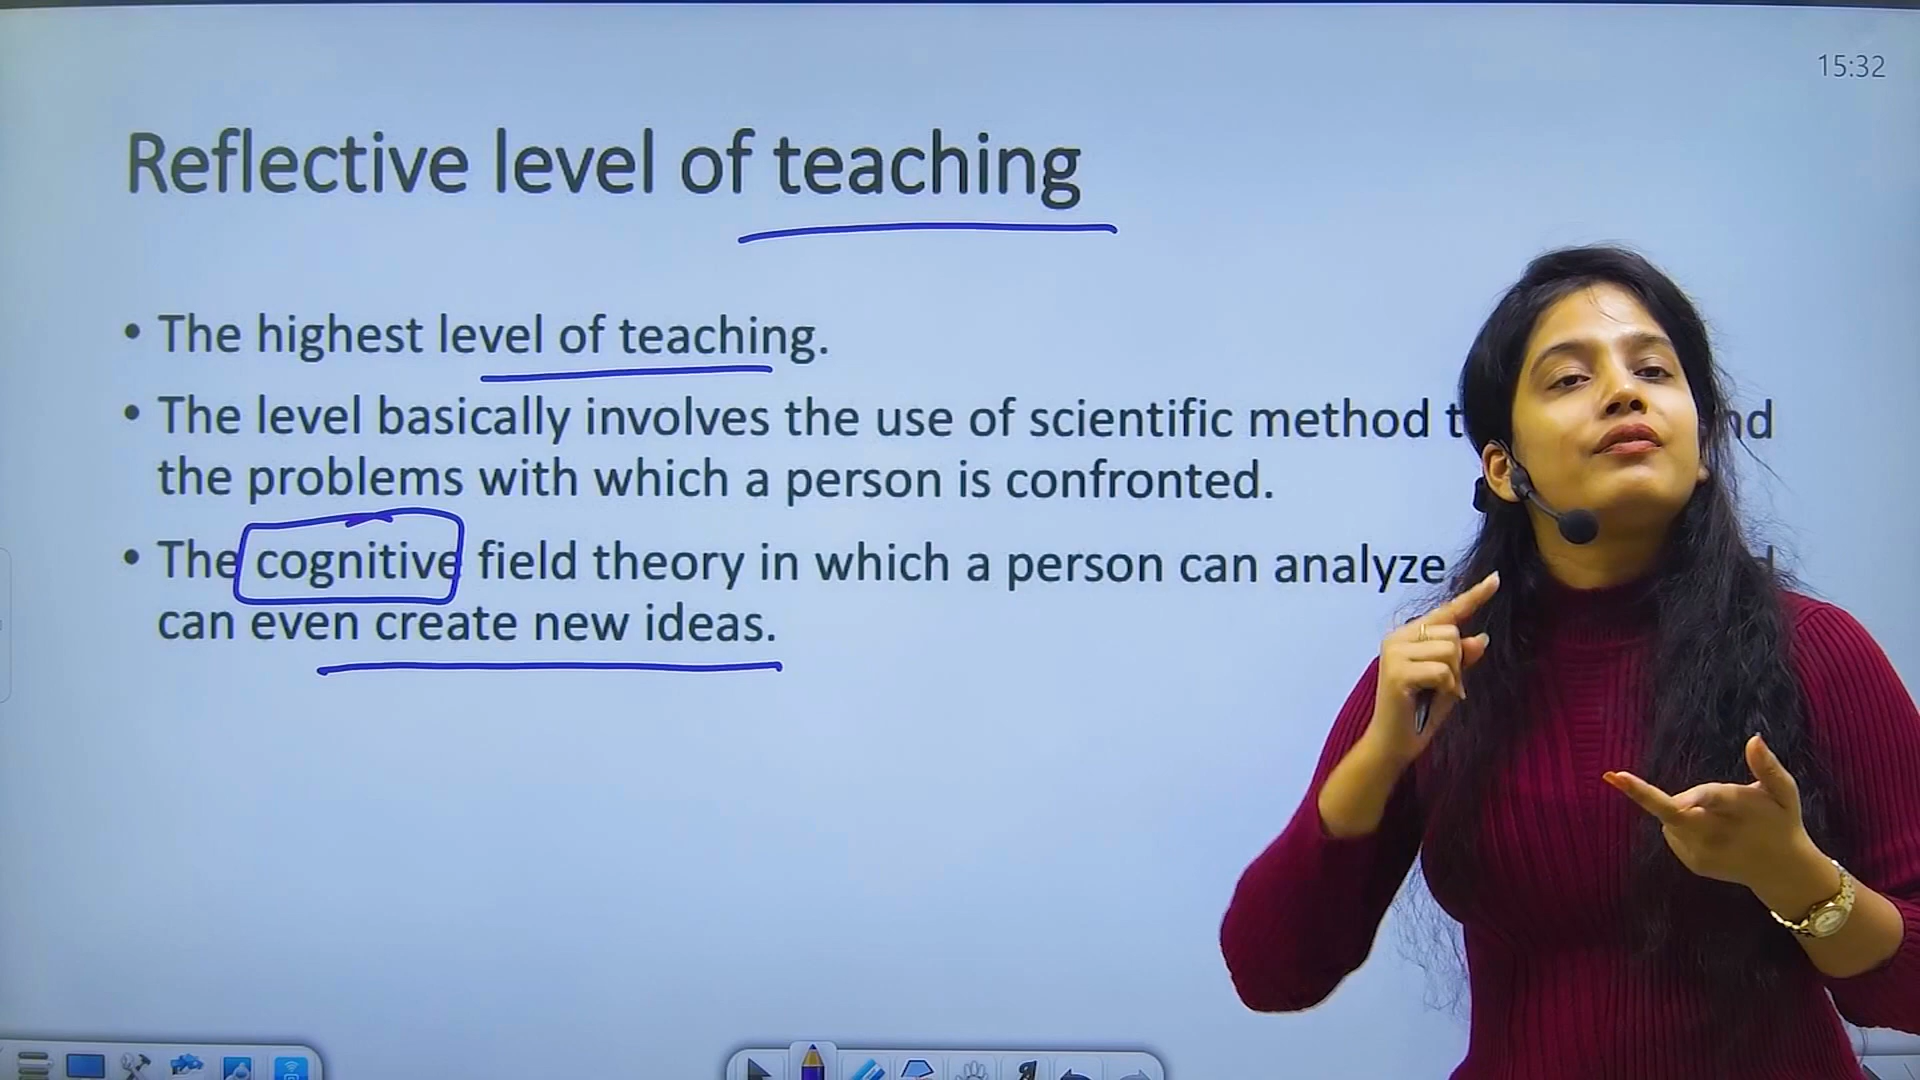 15:32
Reflective level of teaching
• The highest level of teaching.
• The level basically involves the use of scientific method
the problems with which a person is confronted.
• The cognitive field theory in which a person can analyze
can even create new ideas.